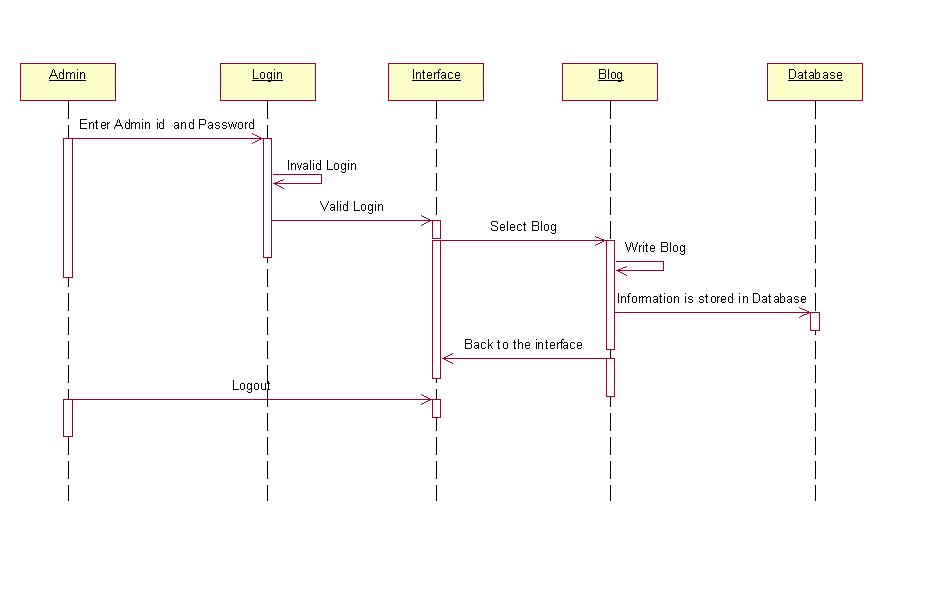 Admin
Login
Interface
Blog
Database
Enter Admin id  and Password
Invalid Login
Valid Login
Select Blog
Write Blog
Information is stored in Database
Back to the interface
Logout